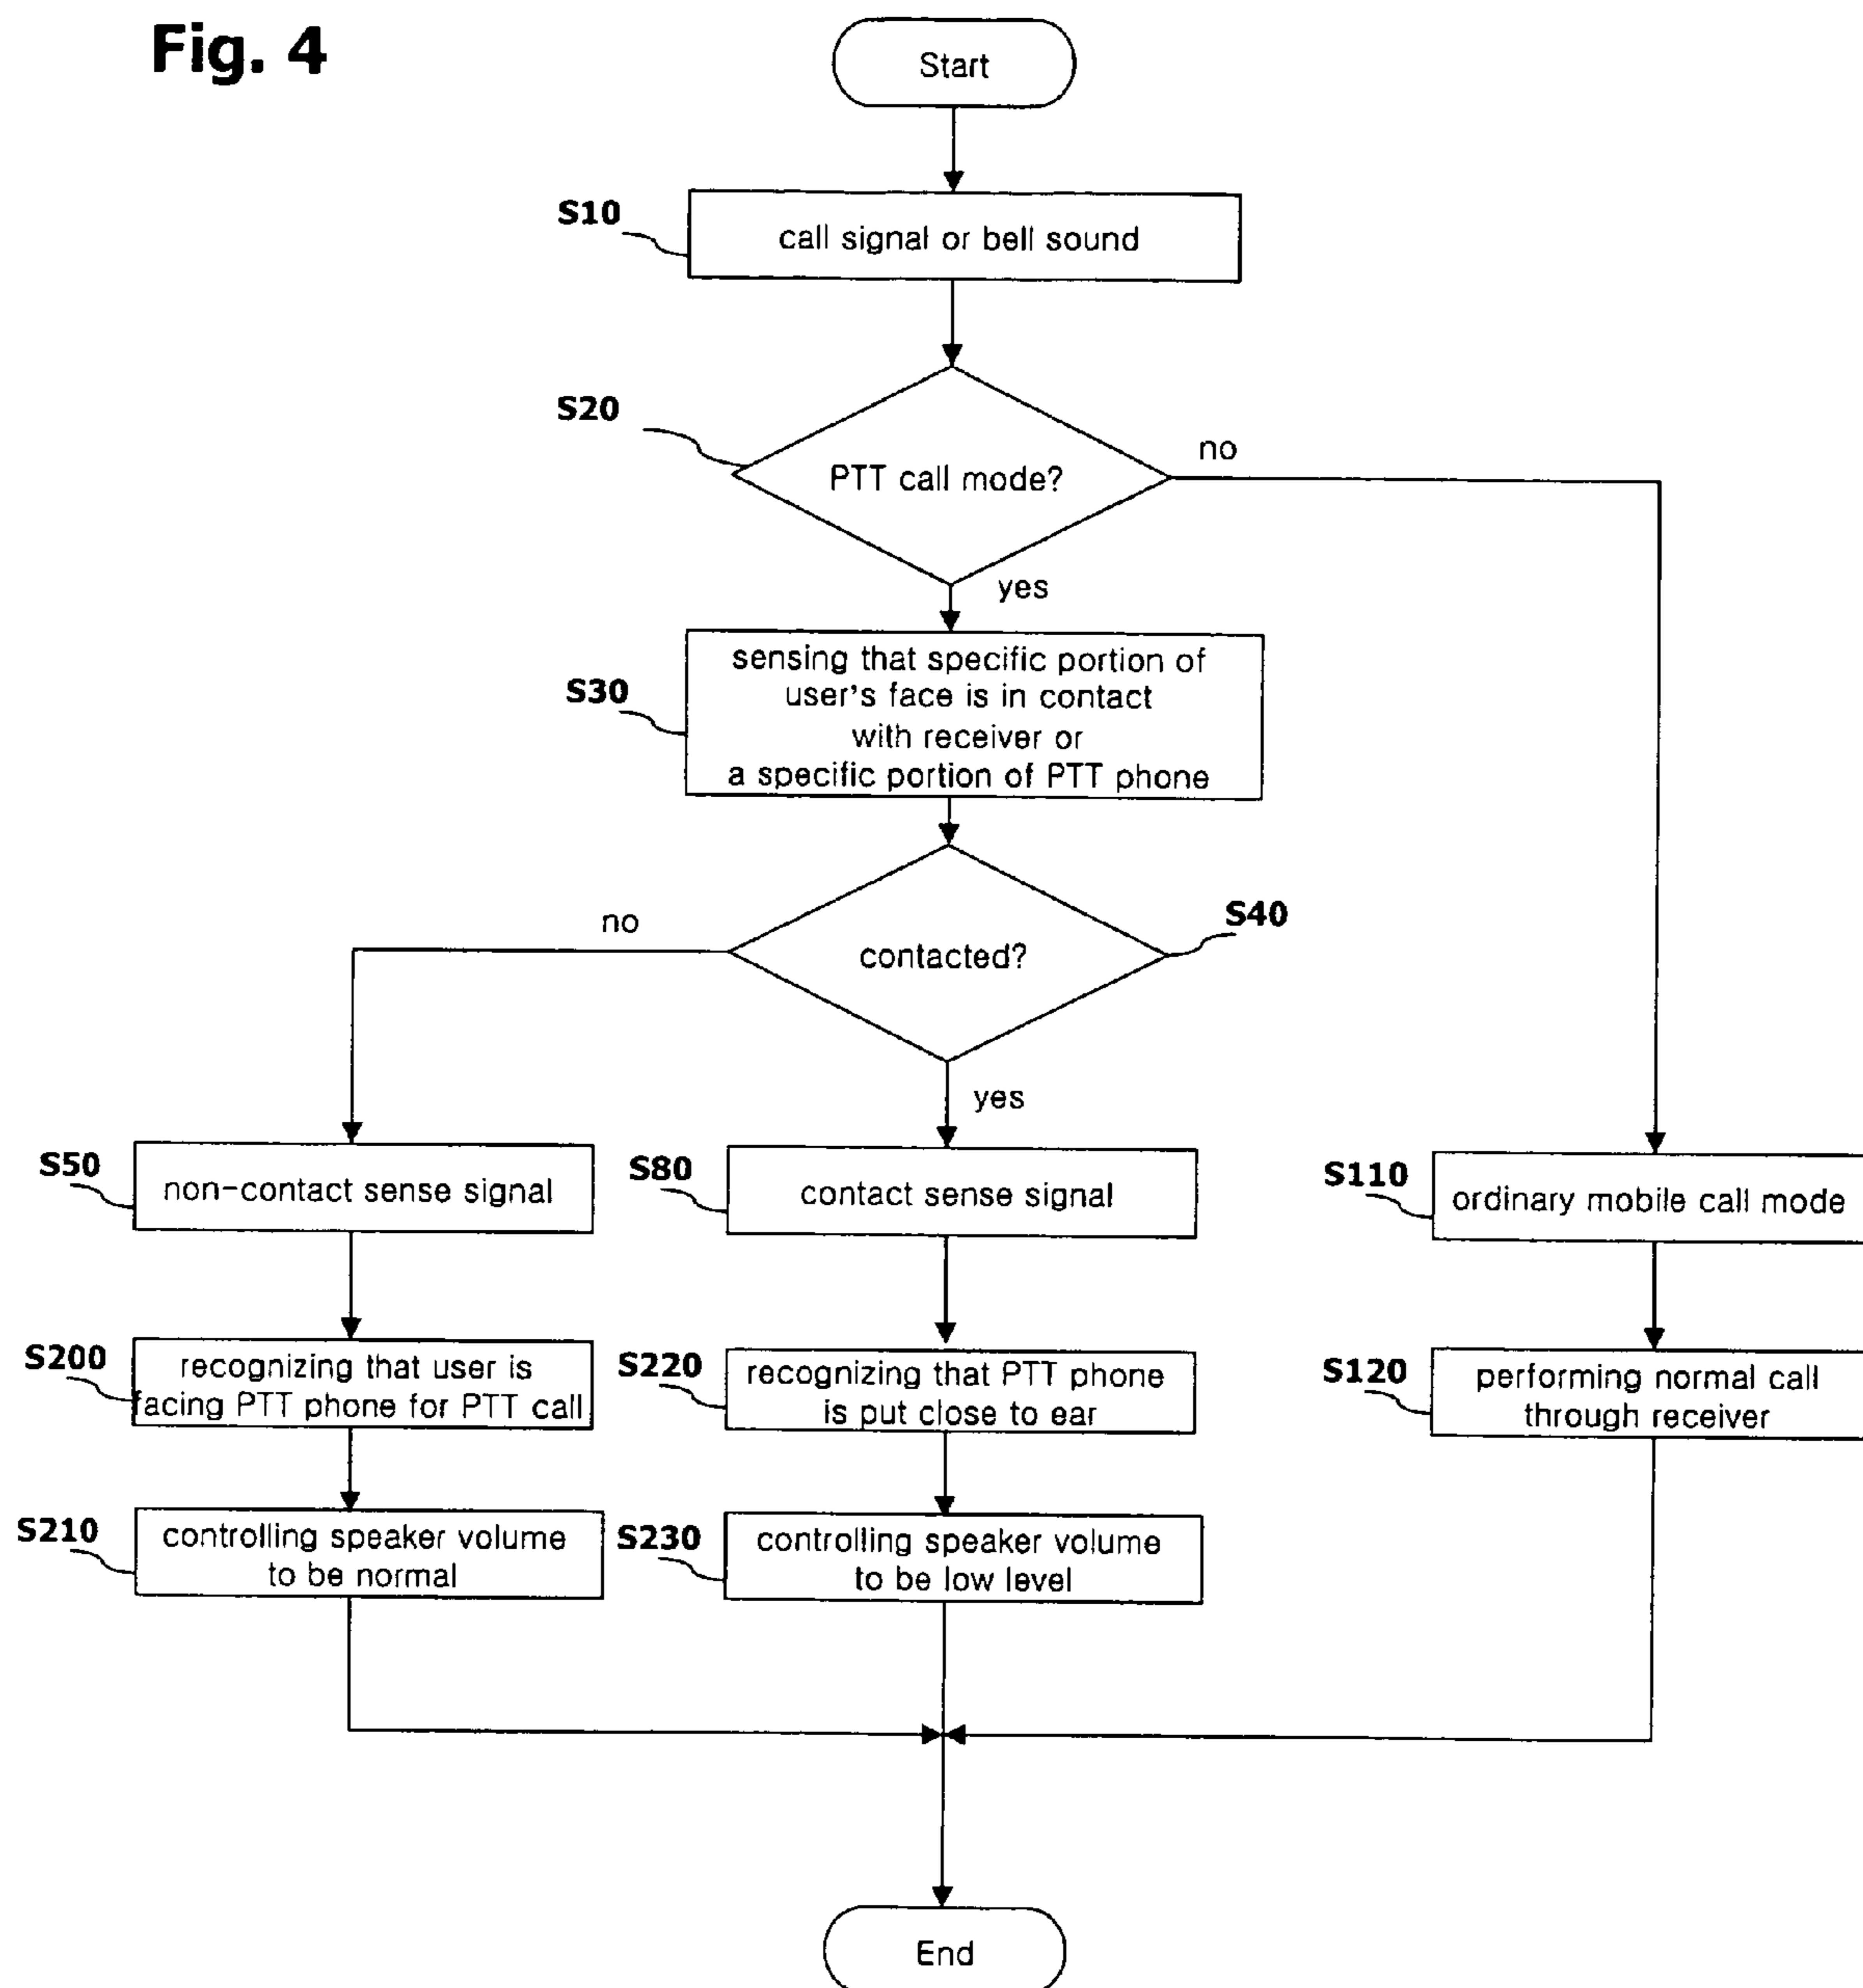 Fig. 4
Start
S10
call signal or bell sound
S20
PTT call mode?
no
yes
S30
sensing that specific portion of
user's face is in contact
with receiver or
a specific portion of PTT phone
no
contacted?
S40
yes
S50
non-contact sense signal
S80
contact sense signal
S110
ordinary mobile call mode
S200
recognizing that user is
facing PTT phone for PTT call
S220
recognizing that PTT phone
is put close to ear
S120
performing normal call
through receiver
S210
controlling speaker volume
to be normal
S230
controlling speaker volume
to be low level
End